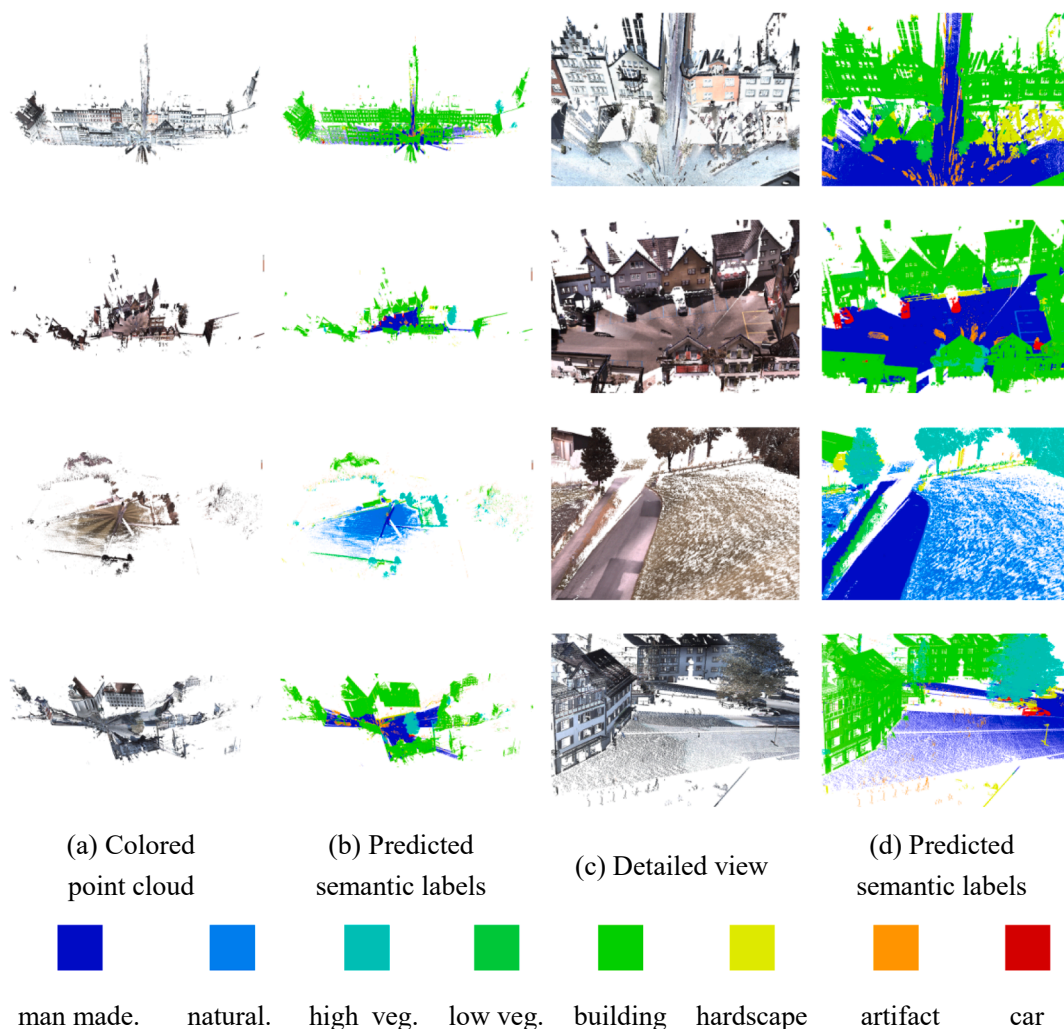 (a) Colored
point cloud
(b) Predicted
semantic labels
(c) Detailed view
(d) Predicted
semantic labels
man made.
natural.
high veg.
low veg.
building
hardscape
artifact
car